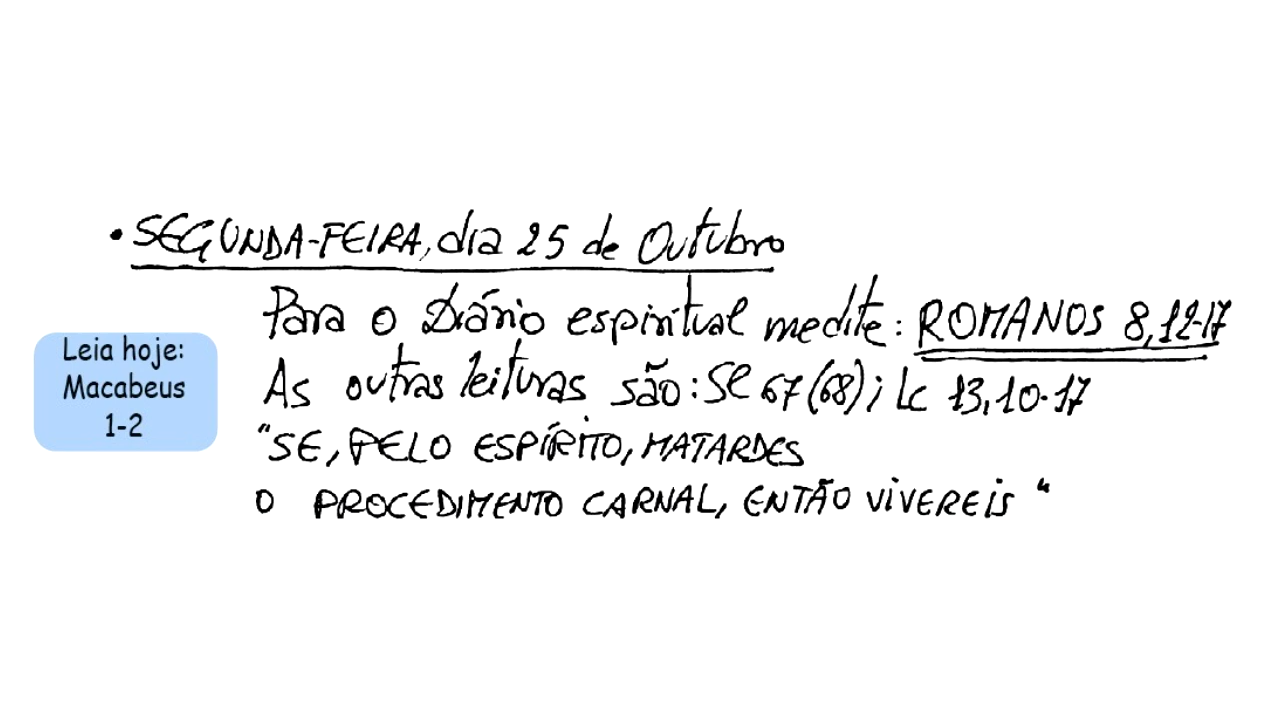 • SEGUNDA-FEIRA, dia 25 de Outubro
Para o Diário espiritual medite: ROMANOS 8,12-17
As outras leituras são: Sl 67 (68); Lc 13,10-17
"SE, PELO ESPÍRITO, MATARDES
O PROCEDIMENTO CARNAL, ENTÃO VIVEREIS"
Leia hoje:
Macabeus
1-2